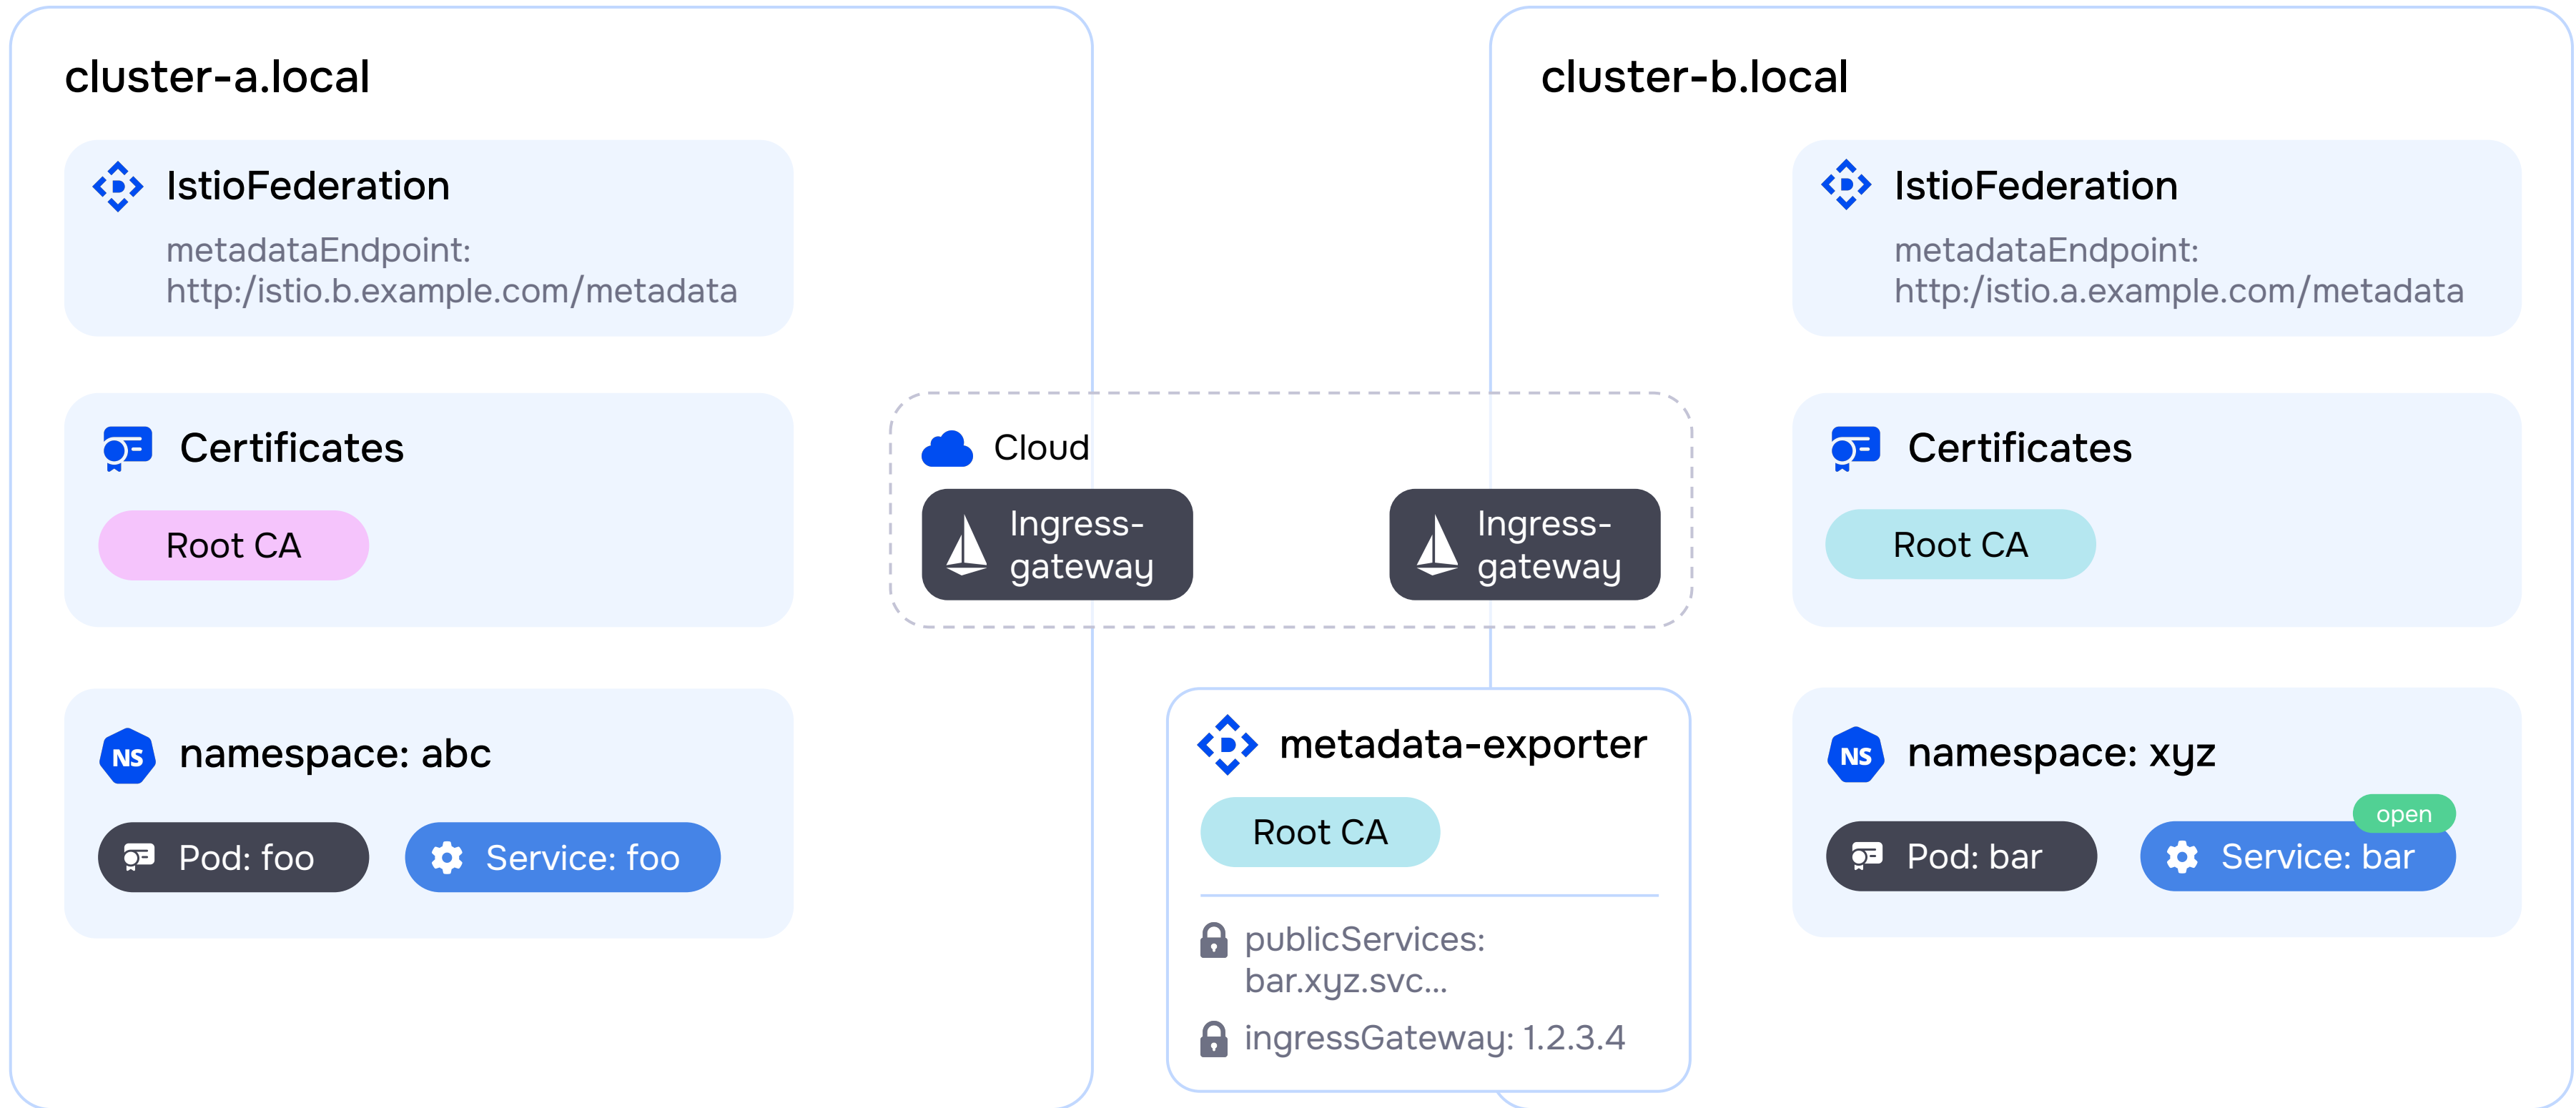 cluster-a.local
IstioFederation
metadataEndpoint:
http:/istio.b.example.com/metadata
Certificates
Root CA
NS
namespace: abc
Pod: foo
Service: foo
Cloud
Ingress-
gateway
Ingress-
gateway
metadata-exporter
Root CA
publicServices:
bar.xyz.svc...
ingressGateway: 1.2.3.4
cluster-b.local
IstioFederation
metadataEndpoint:
http:/istio.a.example.com/metadata
Certificates
Root CA
NS
namespace: xyz
open
Pod: bar
Service: bar